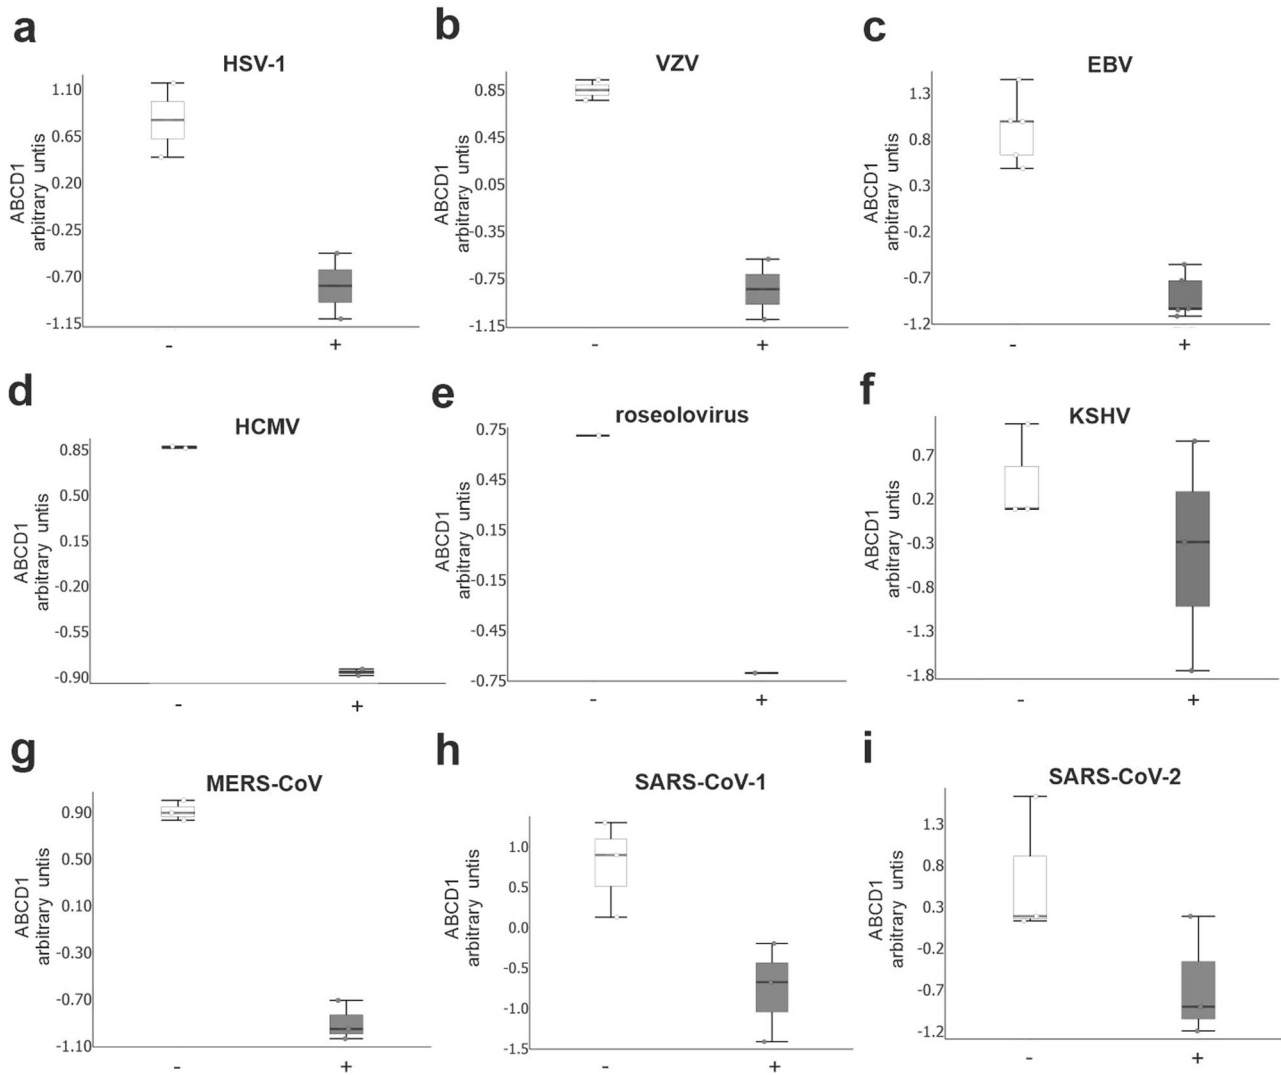 a
HSV-1
ABCD1
arbitrary untis
1.10
0.65
0.20
-0.25
-0.70
-1.15
-
+
b
VZV
ABCD1
arbitrary untis
0.85
0.45
0.05
-0.35
-0.75
-1.15
-
+
c
EBV
ABCD1
arbitrary untis
1.3
0.8
0.3
-0.2
-0.7
-1.2
-
+
d
HCMV
ABCD1
arbitrary untis
0.85
0.50
0.15
-0.20
-0.55
-0.90
-
+
e
roseolovirus
ABCD1
arbitrary untis
0.75
0.45
0.15
-0.15
-0.45
-0.75
-
+
f
KSHV
ABCD1
arbitrary untis
0.7
0.2
-0.3
-0.8
-1.3
-1.8
-
+
g
MERS-CoV
ABCD1
arbitrary untis
0.90
0.50
0.10
-0.30
-0.70
-1.10
-
+
h
SARS-CoV-1
ABCD1
arbitrary untis
1.0
0.5
0.0
-0.5
-1.0
-1.5
-
+
i
SARS-CoV-2
ABCD1
arbitrary untis
1.3
0.8
0.3
-0.2
-0.7
-1.2
-
+